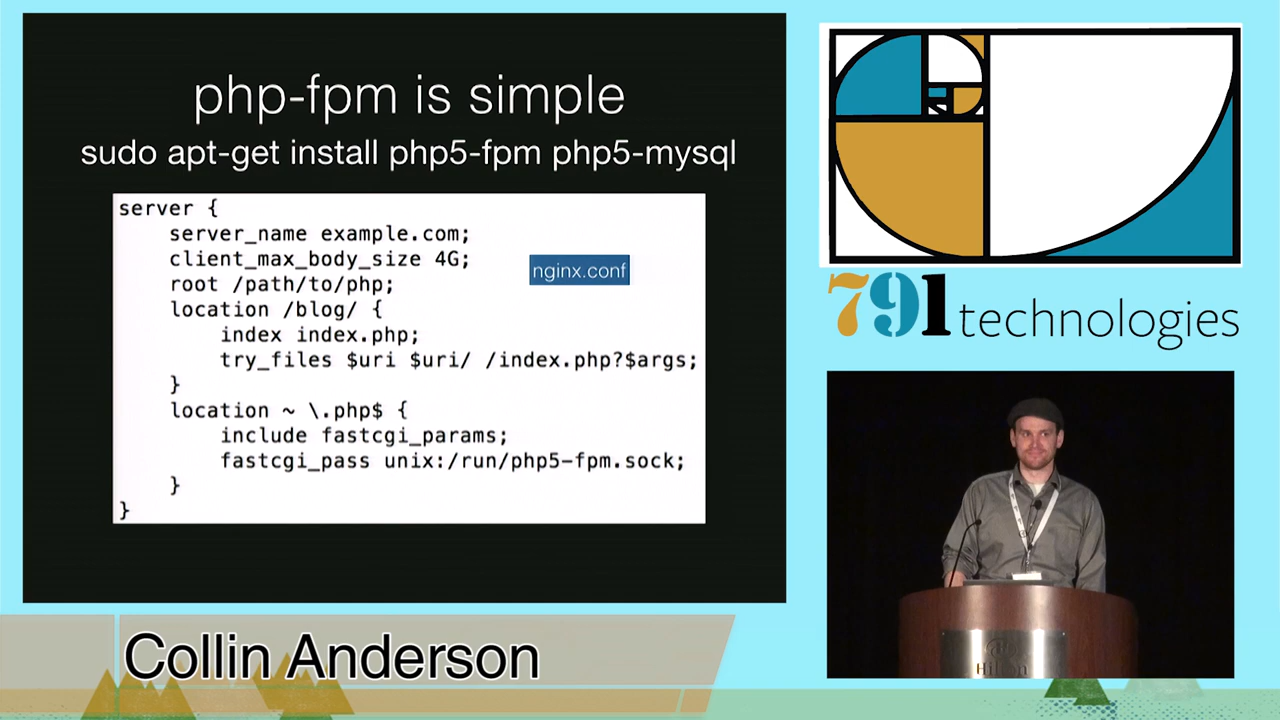 php-fpm is simple
sudo apt-get install php5-fpm php5-mysql
server {
    server_name example.com;
    client_max_body_size 4G;
    root /path/to/php;
    location /blog/ {
        index index.php;
        try_files $uri $uri/ /index.php?$args;
    }
    location ~ \.php$ {
        include fastcgi_params;
        fastcgi_pass unix:/run/php5-fpm.sock;
    }
}
nginx.conf
791 technologies
Hilton
Collin Anderson